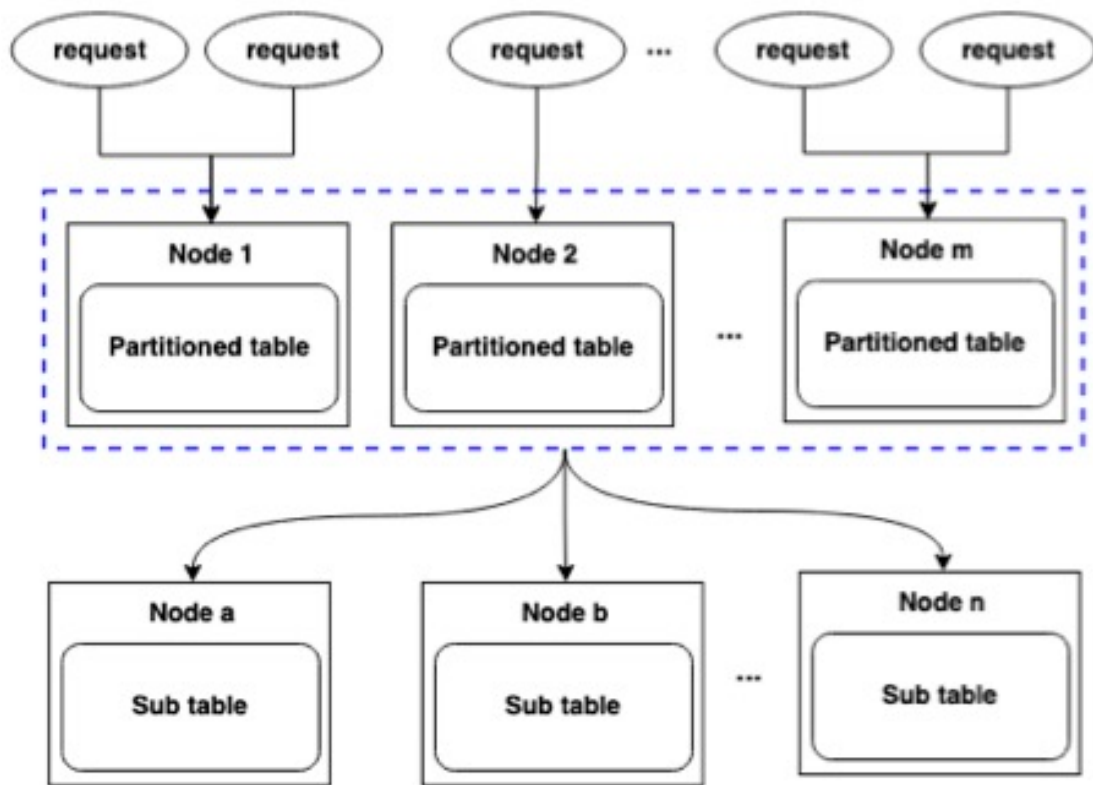 request request request ... request request
Node 1 Node 2 Node m
Partitioned table Partitioned table ... Partitioned table
Node a Node b Node n
Sub table Sub table ... Sub table